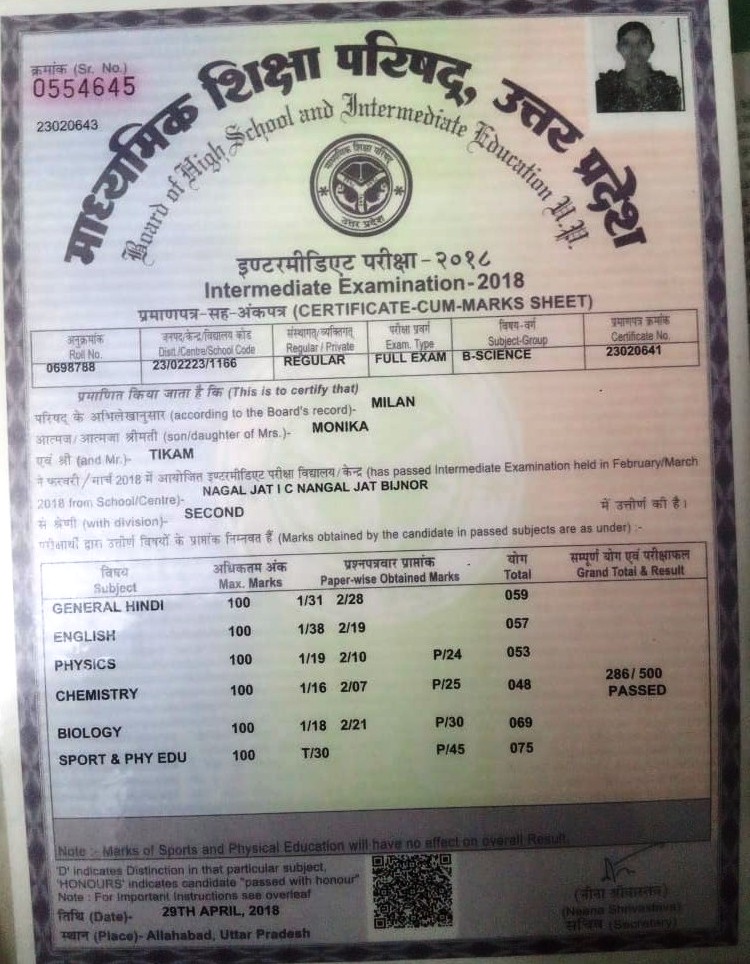 क्रमांक (Sr. No.)
0554645
23020643
माध्यमिक शिक्षा परिषद्, उत्तर प्रदेश
Board of High School and Intermediate Education U.P.
माध्यमिक शिक्षा परिषद्
उत्तर प्रदेश
इण्टरमीडिएट परीक्षा - २०१८
Intermediate Examination - 2018
प्रमाणपत्र-सह-अंकपत्र (CERTIFICATE-CUM-MARKS SHEET)
अनुक्रमांक जनपद/केन्द्र/विद्यालय कोड संस्थागत/व्यक्तिगत परीक्षा प्रवर्ग विषय-वर्ग प्रमाणपत्र क्रमांक
Roll No. Distt./Centre/School Code Regular / Private Exam. Type Subject-Group Certificate No.
0698788 23/02223/1166 REGULAR FULL EXAM B-SCIENCE 23020641
प्रमाणित किया जाता है कि (This is to certify that)
परिषद के अभिलेखानुसार (according to the Board's record)- MILAN
आत्मज/आत्मजा श्रीमती (son/daughter of Mrs.)- MONIKA
एवं श्री (and Mr.)- TIKAM
ने फरवरी/मार्च 2018 में आयोजित इण्टरमीडिएट परीक्षा विद्यालय/केन्द्र (has passed Intermediate Examination held in February/March
2018 from School/Centre)- NAGAL JAT I C NANGAL JAT BIJNOR
से श्रेणी (with division)- SECOND में उत्तीर्ण की है।
परीक्षार्थी द्वारा उत्तीर्ण विषयों के प्राप्तांक निम्नवत हैं (Marks obtained by the candidate in passed subjects are as under) :-
विषय अधिकतम अंक प्रश्नपत्रवार प्राप्तांक योग सम्पूर्ण योग एवं परीक्षाफल
Subject Max. Marks Paper-wise Obtained Marks Total Grand Total & Result
GENERAL HINDI 100 1/31 2/28 059
ENGLISH 100 1/38 2/19 057
PHYSICS 100 1/19 2/10 P/24 053
CHEMISTRY 100 1/16 2/07 P/25 048
286/ 500
PASSED
BIOLOGY 100 1/18 2/21 P/30 069
SPORT & PHY EDU 100 T/30 P/45 075
Note :- Marks of Sports and Physical Education will have no effect on overall Result.
'D' indicates Distinction in that particular subject,
'HONOURS' indicates candidate "passed with honour"
Note : For Important Instructions see overleaf
तिथि (Date)- 29TH APRIL, 2018
स्थान (Place)- Allahabad, Uttar Pradesh
(नीना श्रीवास्तव)
(Neena Shrivastava)
सचिव (Secretary)